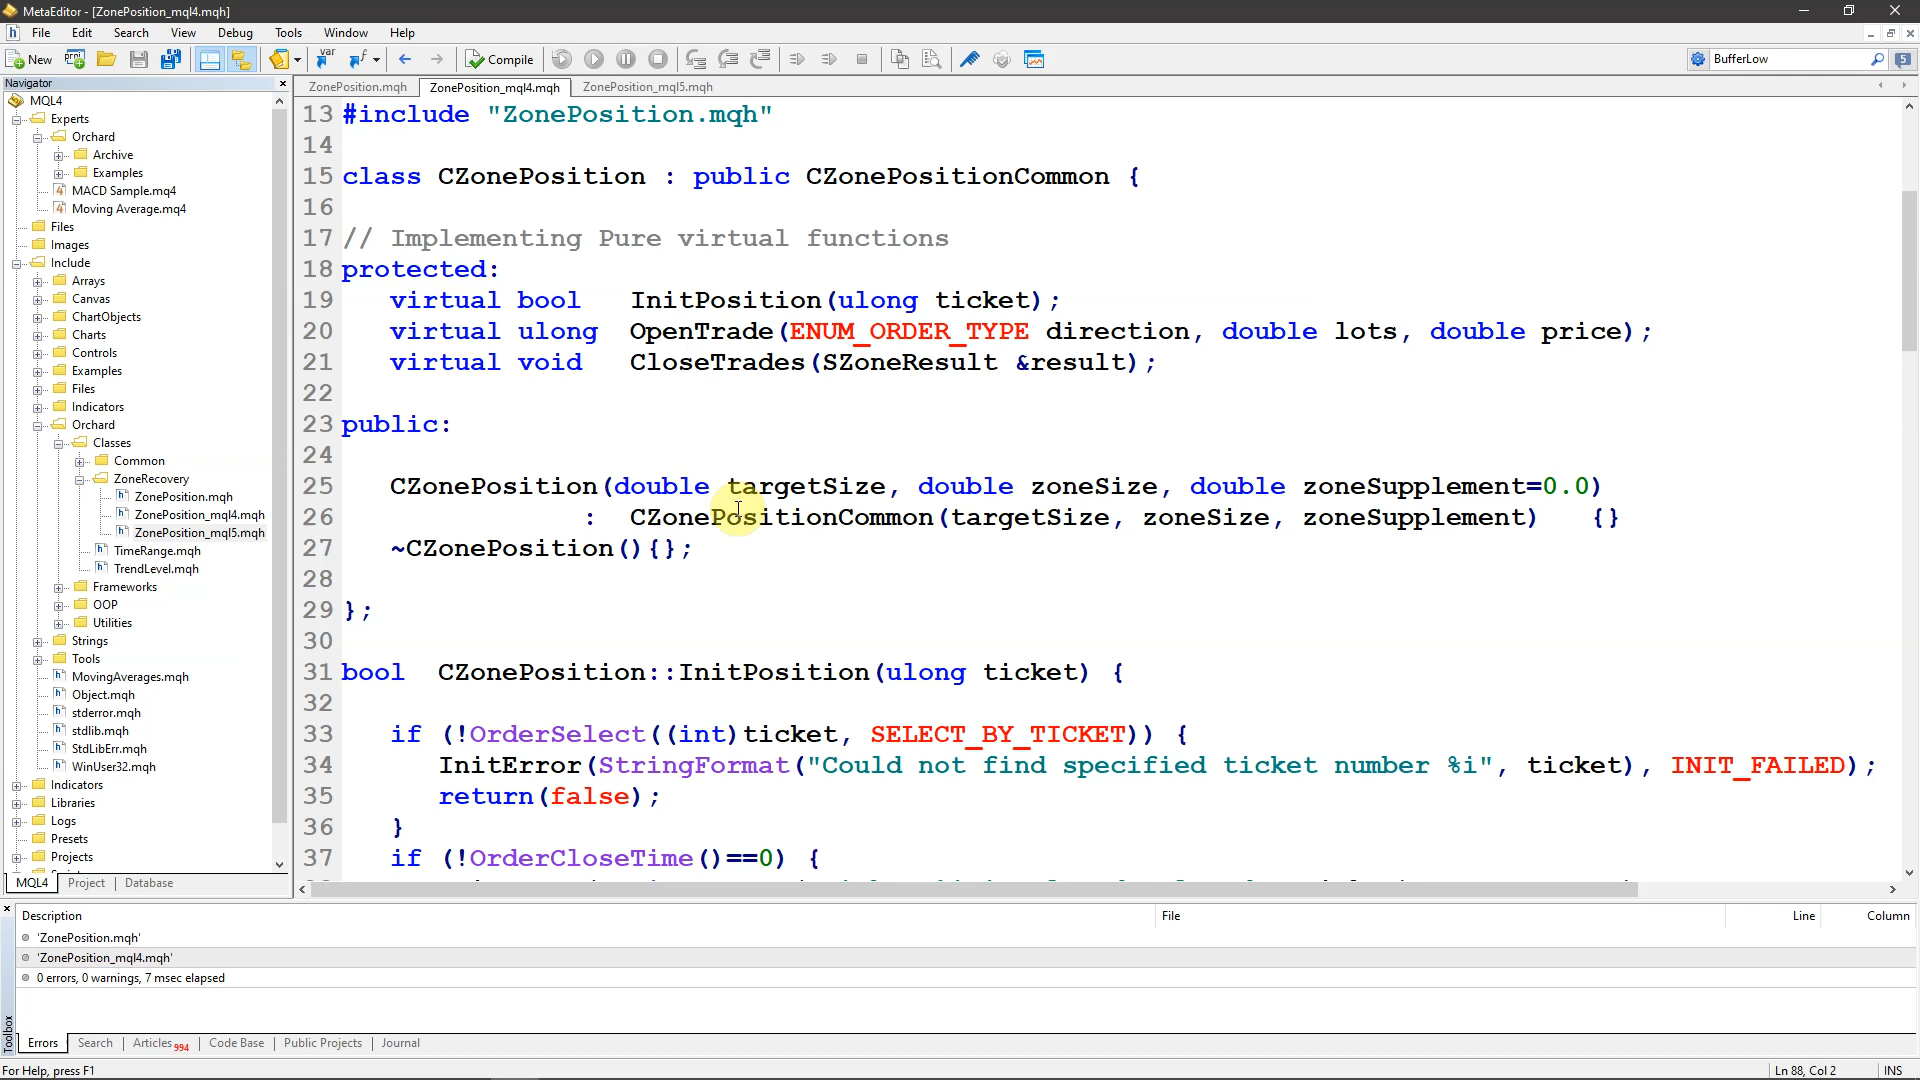 MetaEditor - [ZonePosition_mql4.mqh]
File Edit Search View Debug Tools Window Help
New Compile BufferLow 5
Navigator
ZonePosition.mqh ZonePosition_mql4.mqh ZonePosition_mql5.mqh
MQL4
Experts
Orchard
Archive
Examples
MACD Sample.mq4
Moving Average.mq4
Files
Images
Include
Arrays
Canvas
ChartObjects
Charts
Controls
Examples
Files
Indicators
Orchard
Classes
Common
ZoneRecovery
ZonePosition.mqh
ZonePosition_mql4.mqh
ZonePosition_mql5.mqh
TimeRange.mqh
TrendLevel.mqh
Frameworks
OOP
Utilities
Strings
Tools
MovingAverages.mqh
Object.mqh
stderror.mqh
stdlib.mqh
StdLibErr.mqh
WinUser32.mqh
Indicators
Libraries
Logs
Presets
Projects
MQL4 Project Database
13 #include "ZonePosition.mqh"
14
15 class CZonePosition : public CZonePositionCommon {
16
17 // Implementing Pure virtual functions
18 protected:
19 virtual bool InitPosition(ulong ticket);
20 virtual ulong OpenTrade(ENUM_ORDER_TYPE direction, double lots, double price);
21 virtual void CloseTrades(SZoneResult &result);
22
23 public:
24
25 CZonePosition(double targetSize, double zoneSize, double zoneSupplement=0.0)
26 : CZonePositionCommon(targetSize, zoneSize, zoneSupplement) {}
27 ~CZonePosition(){};
28
29 };
30
31 bool CZonePosition::InitPosition(ulong ticket) {
32
33 if (!OrderSelect((int)ticket, SELECT_BY_TICKET)) {
34 InitError(StringFormat("Could not find specified ticket number %i", ticket), INIT_FAILED);
35 return(false);
36 }
37 if (!OrderCloseTime()==0) {
Description File Line Column
'ZonePosition.mqh'
'ZonePosition_mql4.mqh'
0 errors, 0 warnings, 7 msec elapsed
Toolbox
Errors Search Articles 994 Code Base Public Projects Journal
For Help, press F1 Ln 88, Col 2 INS